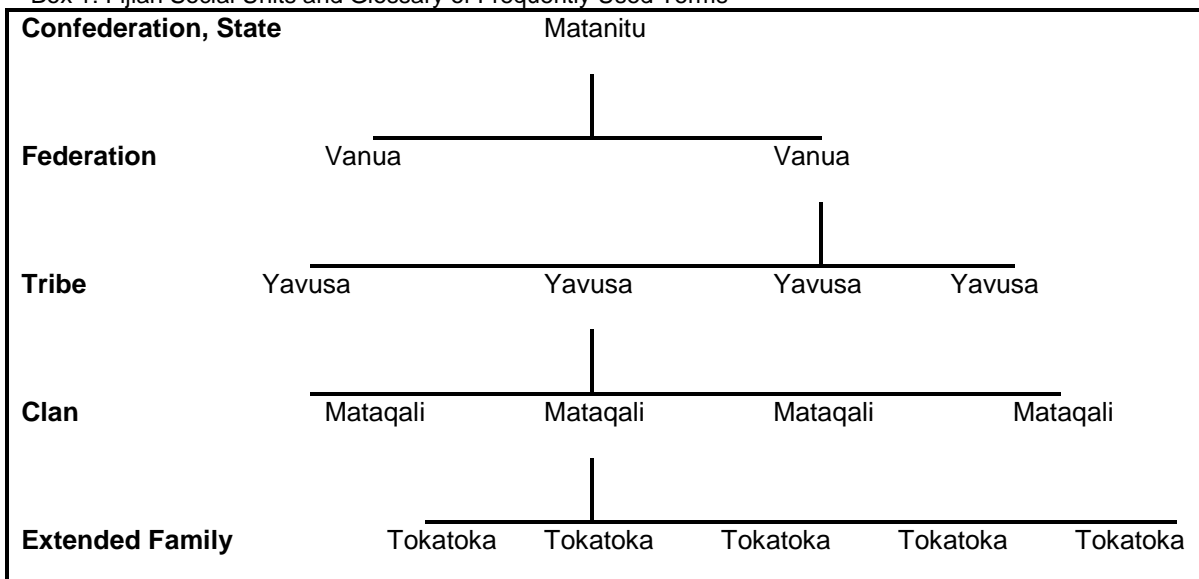 Box 1: Fijian Social Units and Glossary of Frequently Used Terms
Confederation, State Matanitu
Federation Vanua Vanua
Tribe Yavusa Yavusa Yavusa Yavusa
Clan Mataqali Mataqali Mataqali Mataqali
Extended Family Tokatoka Tokatoka Tokatoka Tokatoka Tokatoka